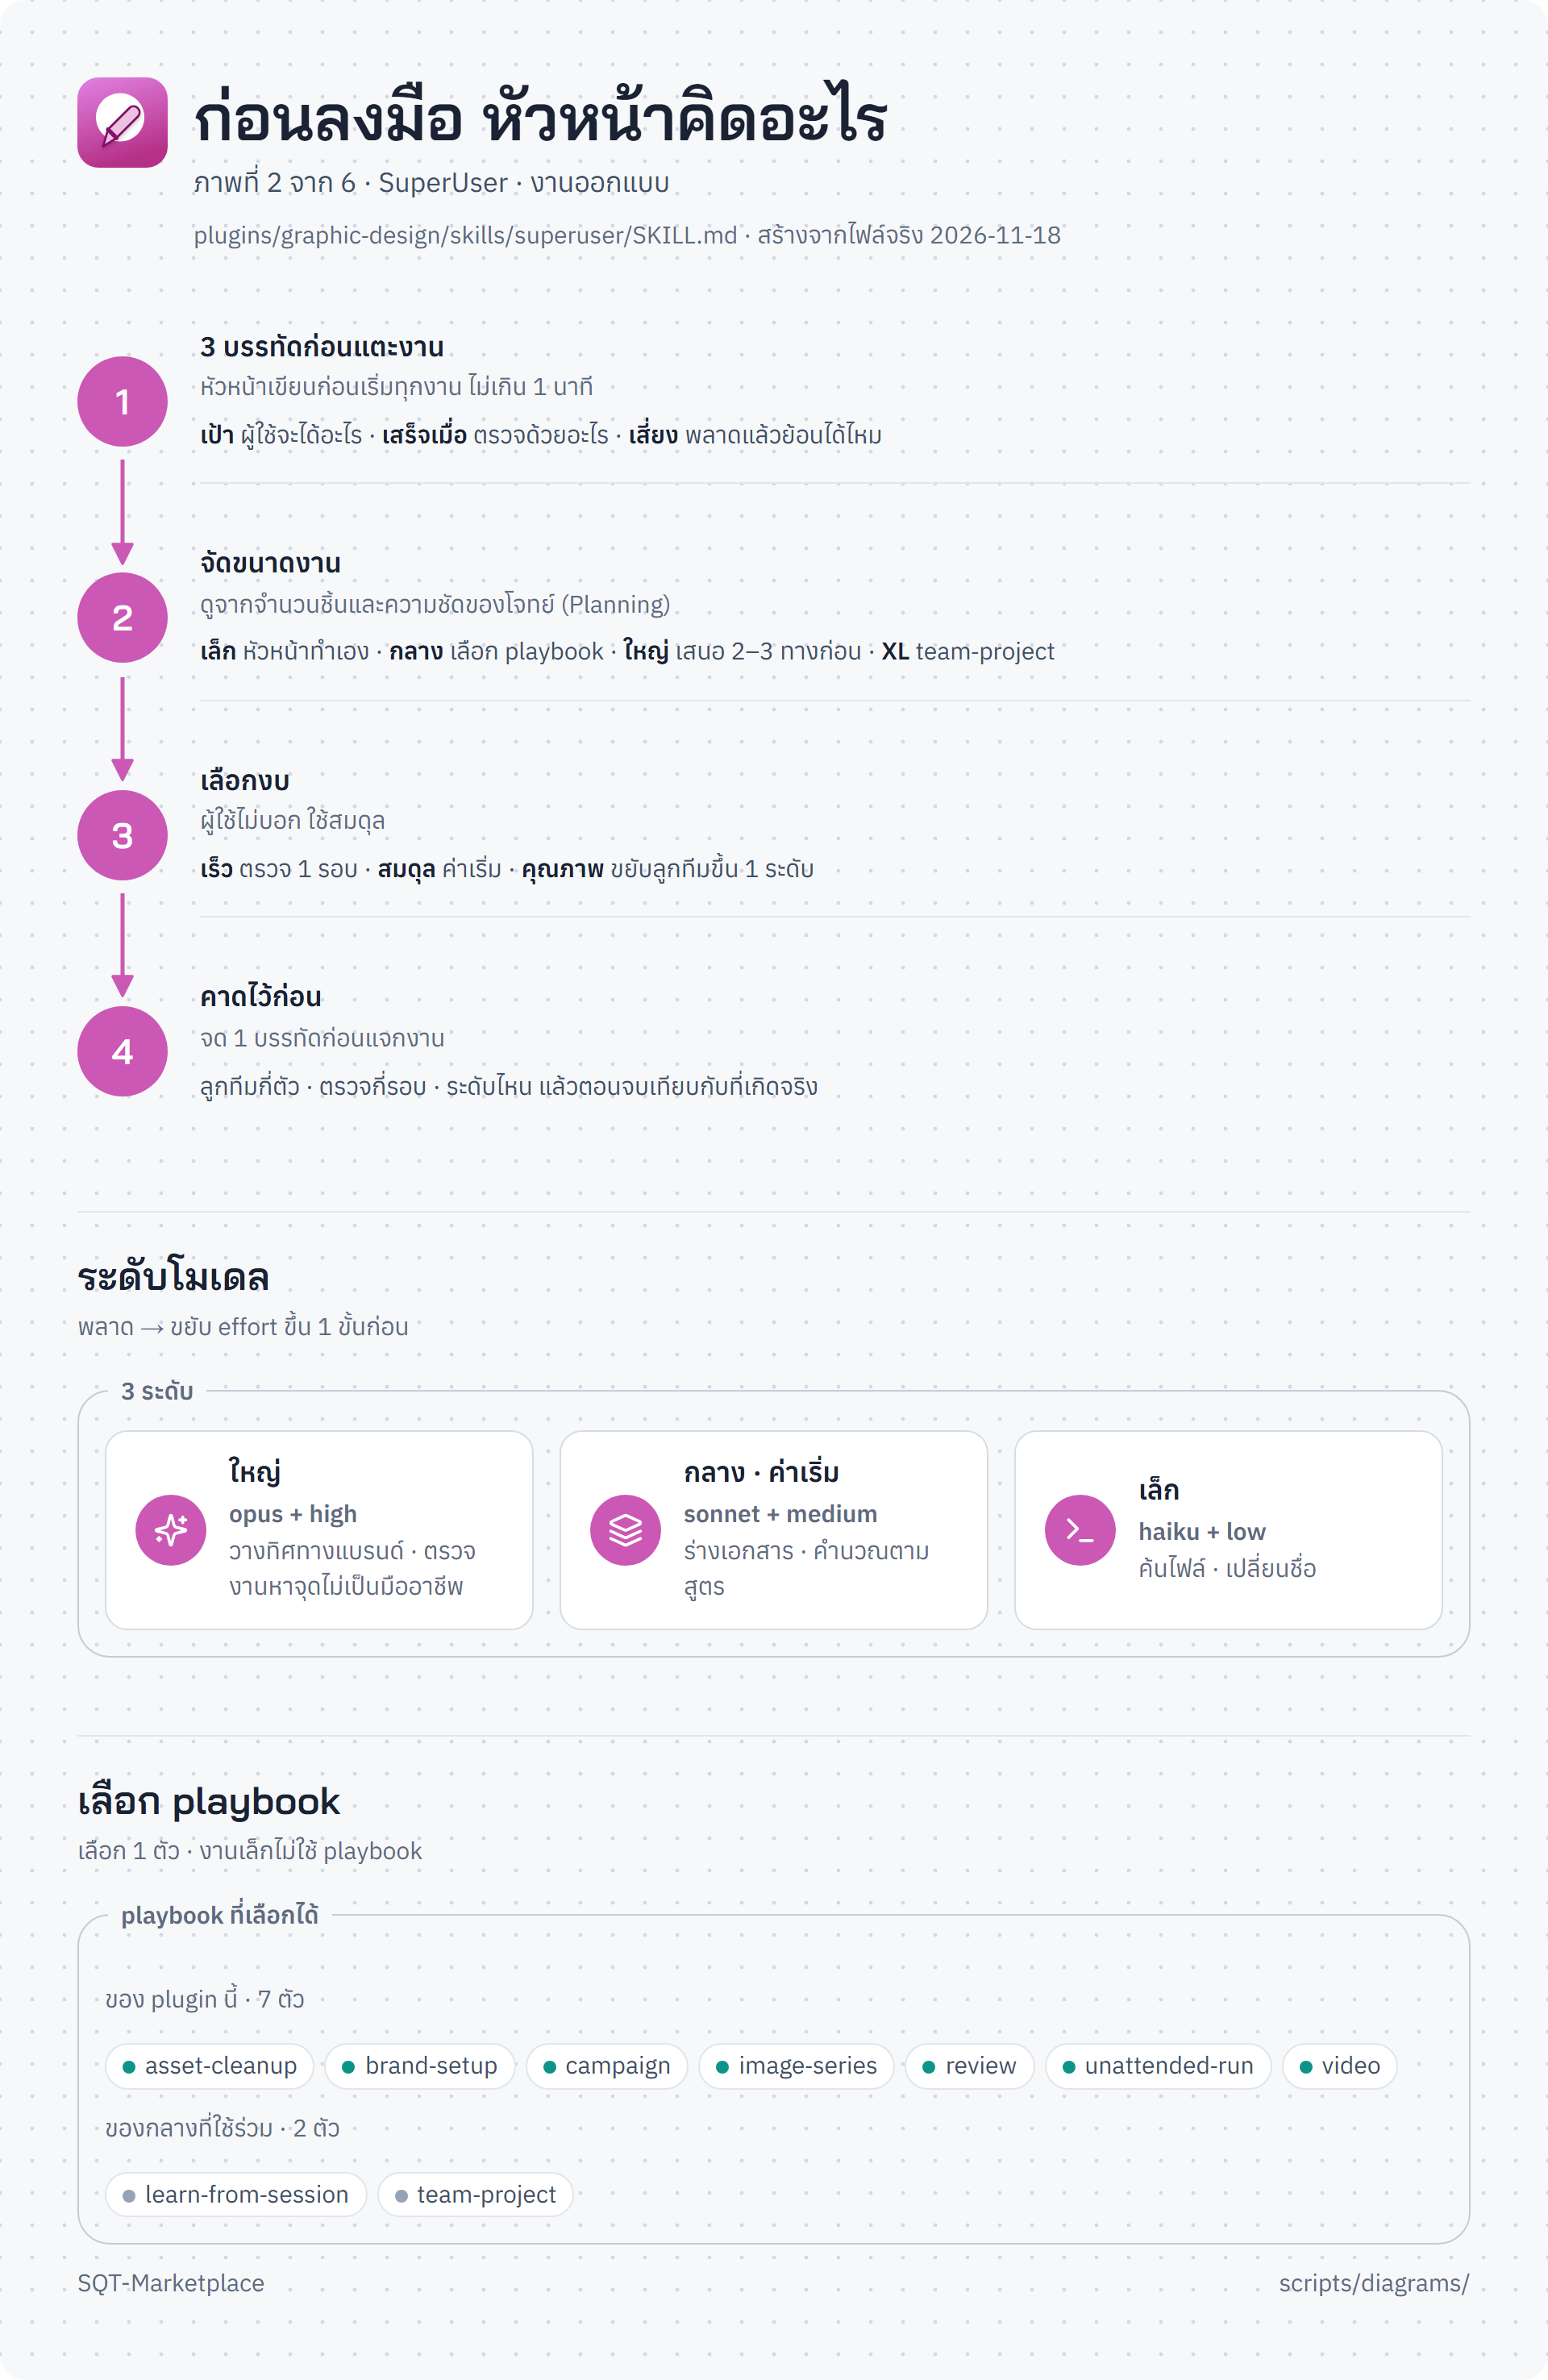 ก่อนลงมือ หัวหน้าคิดอะไร
ภาพที่ 2 จาก 6 · SuperUser · งานออกแบบ
plugins/graphic-design/skills/superuser/SKILL.md · สร้างจากไฟล์จริง 2026-11-18
1
3 บรรทัดก่อนแตะงาน
หัวหน้าเขียนก่อนเริ่มทุกงาน ไม่เกิน 1 นาที
เป้า ผู้ใช้จะได้อะไร · เสร็จเมื่อ ตรวจด้วยอะไร · เสี่ยง พลาดแล้วย้อนได้ไหม
2
จัดขนาดงาน
ดูจากจำนวนชิ้นและความชัดของโจทย์ (Planning)
เล็ก หัวหน้าทำเอง · กลาง เลือก playbook · ใหญ่ เสนอ 2–3 ทางก่อน · XL team-project
3
เลือกงบ
ผู้ใช้ไม่บอก ใช้สมดุล
เร็ว ตรวจ 1 รอบ · สมดุล ค่าเริ่ม · คุณภาพ ขยับลูกทีมขึ้น 1 ระดับ
4
คาดไว้ก่อน
จด 1 บรรทัดก่อนแจกงาน
ลูกทีมกี่ตัว · ตรวจกี่รอบ · ระดับไหน แล้วตอนจบเทียบกับที่เกิดจริง
ระดับโมเดล
พลาด → ขยับ effort ขึ้น 1 ขั้นก่อน
3 ระดับ
ใหญ่
opus + high
วางทิศทางแบรนด์ · ตรวจ
งานหาจุดไม่เป็นมืออาชีพ
กลาง · ค่าเริ่ม
sonnet + medium
ร่างเอกสาร · คำนวณตาม
สูตร
เล็ก
haiku + low
ค้นไฟล์ · เปลี่ยนชื่อ
เลือก playbook
เลือก 1 ตัว · งานเล็กไม่ใช้ playbook
playbook ที่เลือกได้
ของ plugin นี้ · 7 ตัว
asset-cleanup brand-setup campaign image-series review unattended-run video
ของกลางที่ใช้ร่วม · 2 ตัว
learn-from-session team-project
SQT-Marketplace scripts/diagrams/